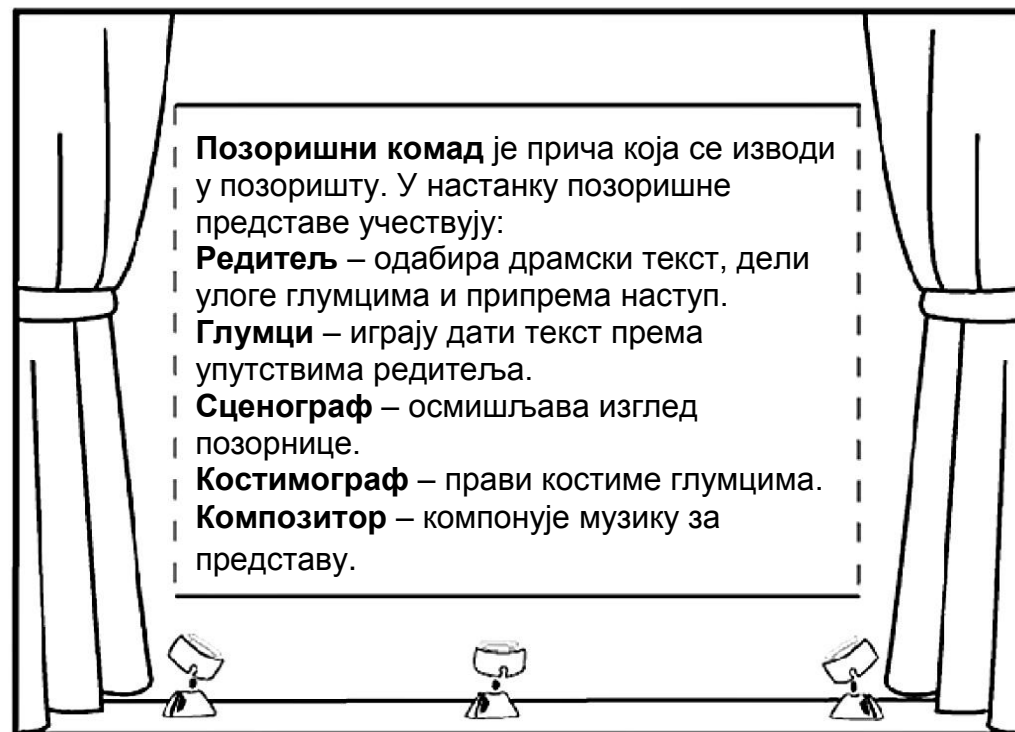 Позоришни комад је прича која се изводи
у позоришту. У настанку позоришне
представе учествују:
Редитељ – одабира драмски текст, дели
улоге глумцима и припрема наступ.
Глумци – играју дати текст према
упутствима редитеља.
Сценограф – осмишљава изглед
позорнице.
Костимограф – прави костиме глумцима.
Композитор – компонује музику за
представу.